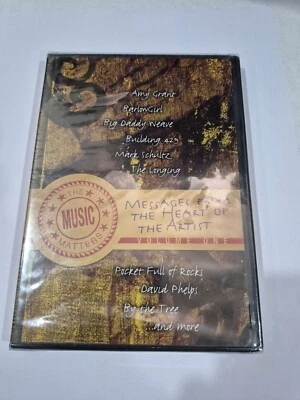 Amy Grant
BarlowGirl
Big Daddy Weave
Building 429
Mark Schultz
The Longing
THE
MUSIC
MATTERS
MESSAGES
THE HEART OF
THE ARTIST
VOLUME ONE
Pocket Full of Rocks
David Phelps
By the Tree
...and more